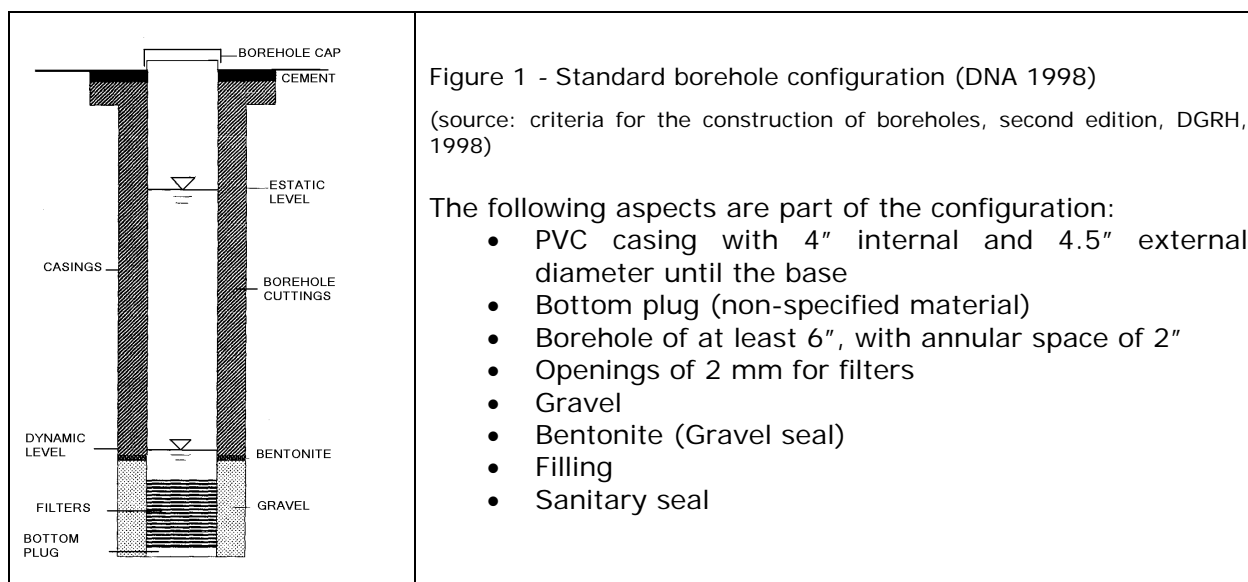 BOREHOLE CAP
CEMENT
ESTATIC
LEVEL
CASINGS
BOREHOLE
CUTTINGS
DYNAMIC
LEVEL
BENTONITE
FILTERS
GRAVEL
BOTTOM
PLUG
Figure 1 - Standard borehole configuration (DNA 1998)
(source: criteria for the construction of boreholes, second edition, DGRH,
1998)
The following aspects are part of the configuration:
• PVC casing with 4″ internal and 4.5″ external
diameter until the base
• Bottom plug (non-specified material)
• Borehole of at least 6″, with annular space of 2″
• Openings of 2 mm for filters
• Gravel
• Bentonite (Gravel seal)
• Filling
• Sanitary seal